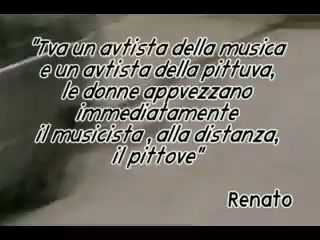 "Tva un avtista della musica
e un avtista della pittuva,
le donne appvezzano
immediatamente
il musicista, alla distanza,
il pittove"
Renato